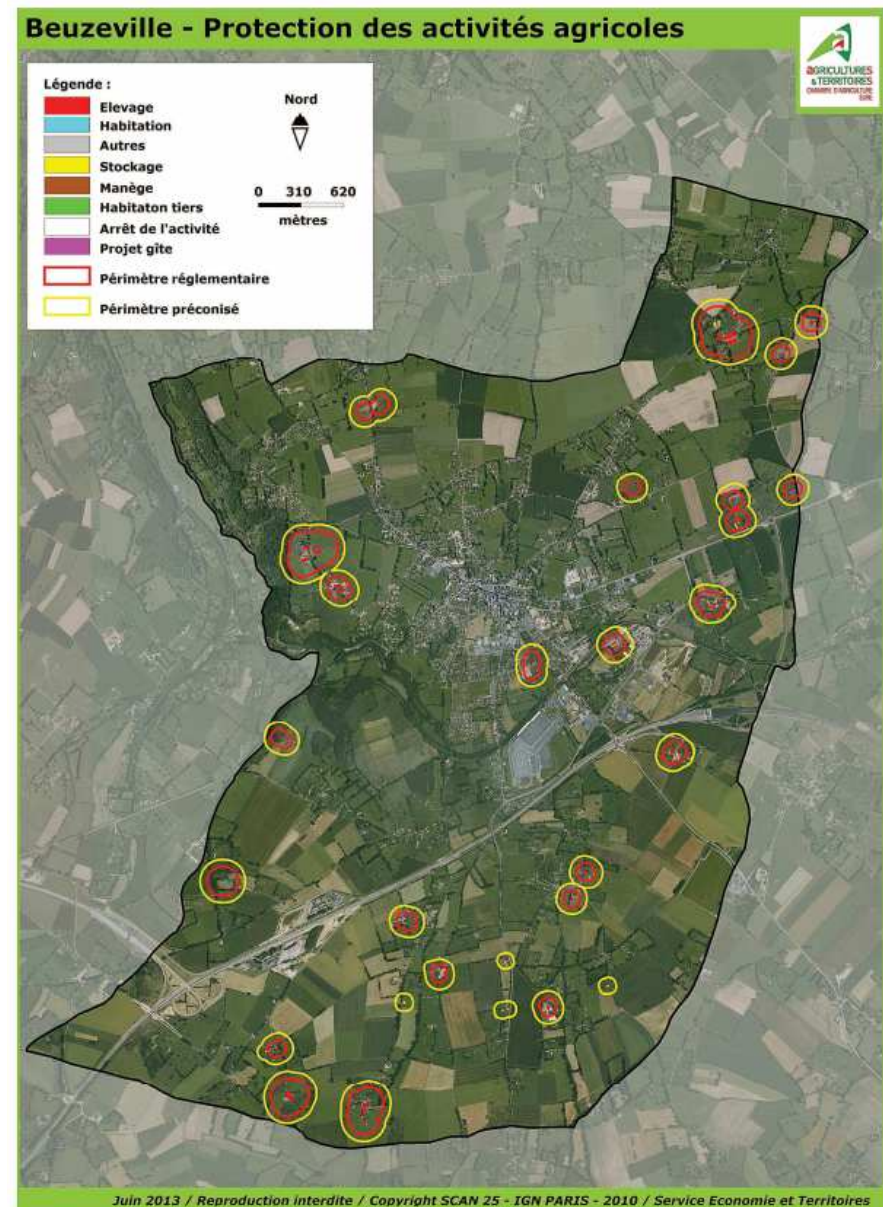 Beuzeville - Protection des activités agricoles
AGRICULTURES
& TERRITOIRES
CHAMBRE D'AGRICULTURE
EURE
Légende :
Elevage
Habitation
Autres
Stockage
Manège
Habitaton tiers
Arrêt de l'activité
Projet gîte
Périmètre réglementaire
Périmètre préconisé
Nord
0 310 620
mètres
Juin 2013 / Reproduction interdite / Copyright SCAN 25 - IGN PARIS - 2010 / Service Economie et Territoires